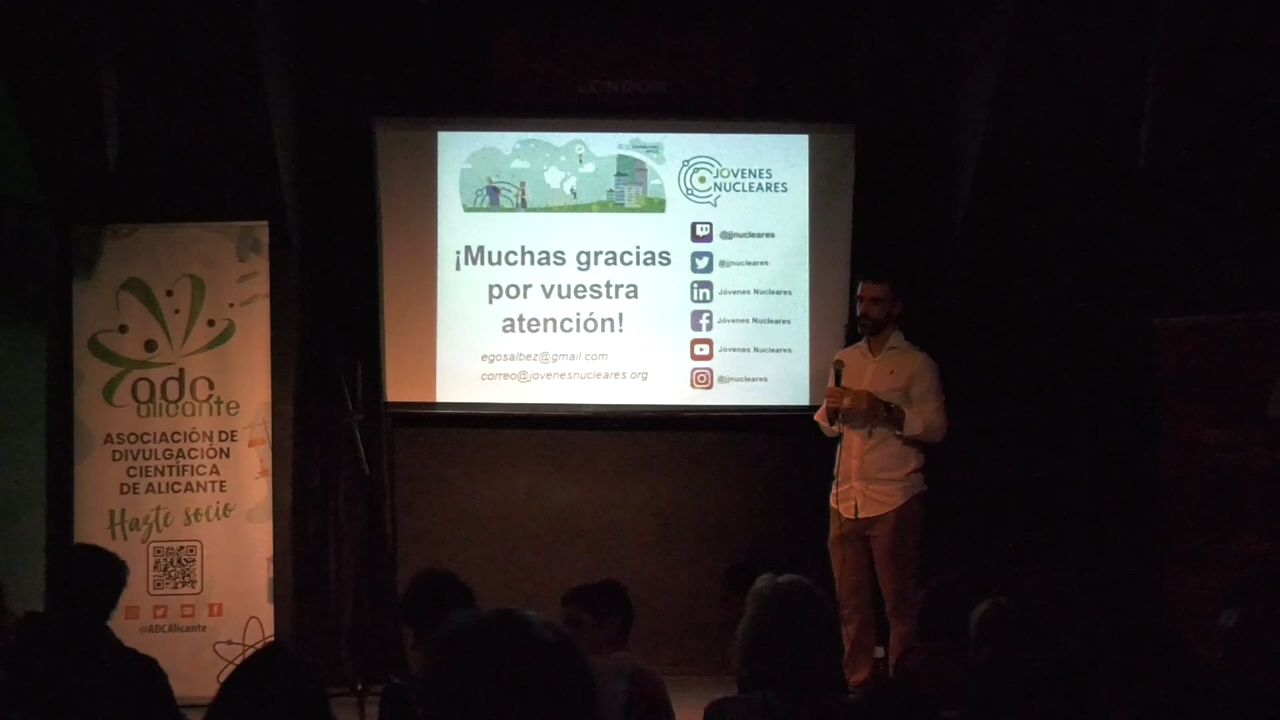 LONDON
JÓVENES
NUCLEARES
¡Muchas gracias
por vuestra
atención!
egosalbez@gmail.com
correo@jovenesnucleares.org
@jjnucleares
@jjnucleares
Jóvenes Nucleares
Jóvenes Nucleares
Jóvenes Nucleares
@jjnucleares
adc
alicante
ASOCIACIÓN DE
DIVULGACIÓN
CIENTÍFICA
DE ALICANTE
Hazte socio
@ADCAlicante